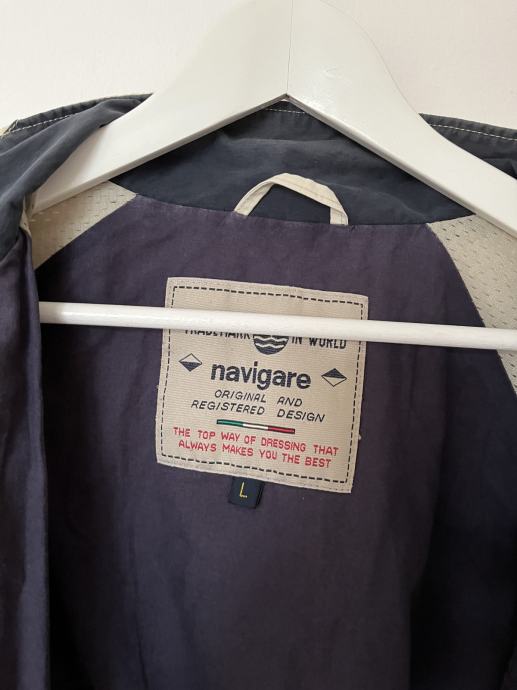 TRADEMARK IN WORLD
navigare
ORIGINAL AND
REGISTERED DESIGN
THE TOP WAY OF DRESSING THAT
ALWAYS MAKES YOU THE BEST
L